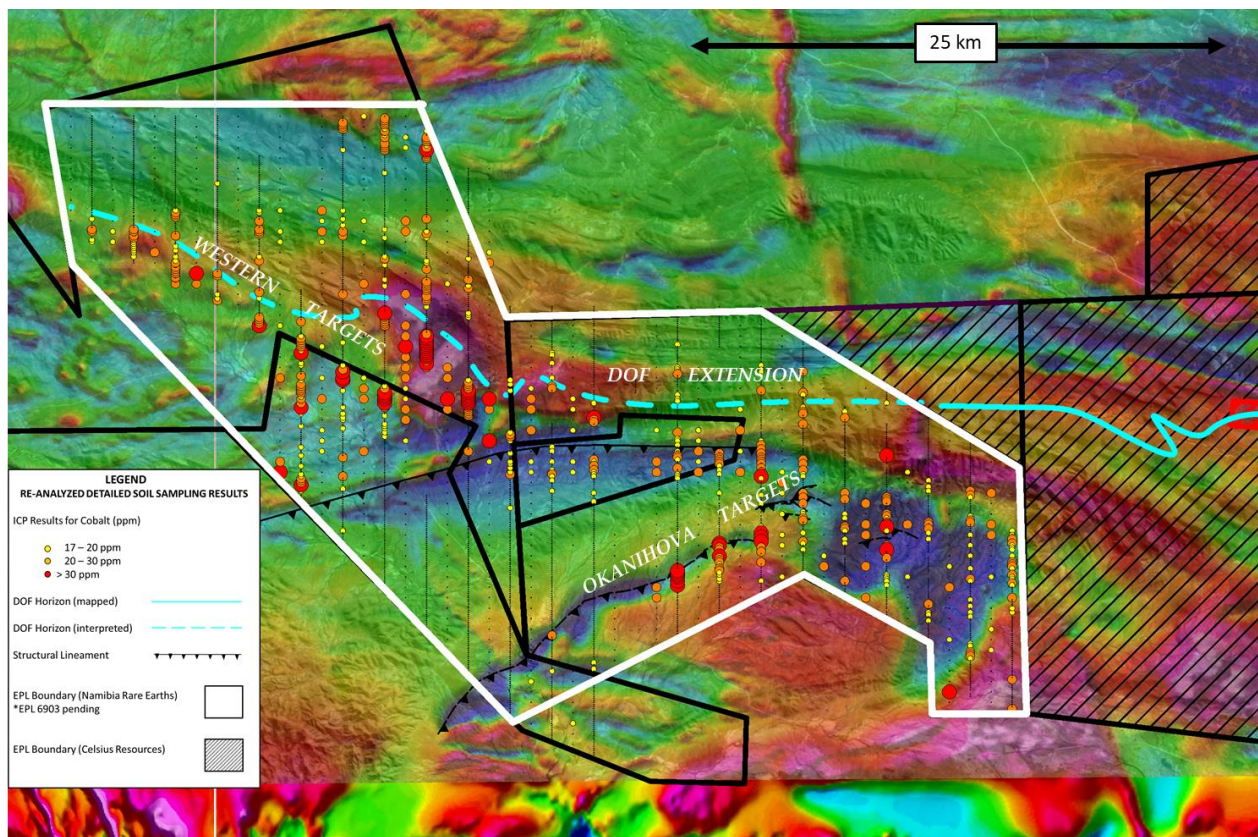 25 km
WESTERN TARGETS
DOF EXTENSION
OKANIHOVA TARGETS
LEGEND
RE-ANALYZED DETAILED SOIL SAMPLING RESULTS
ICP Results for Cobalt (ppm)
17 – 20 ppm
20 – 30 ppm
> 30 ppm
DOF Horizon (mapped)
DOF Horizon (interpreted)
Structural Lineament
EPL Boundary (Namibia Rare Earths)
*EPL 6903 pending
EPL Boundary (Celsius Resources)